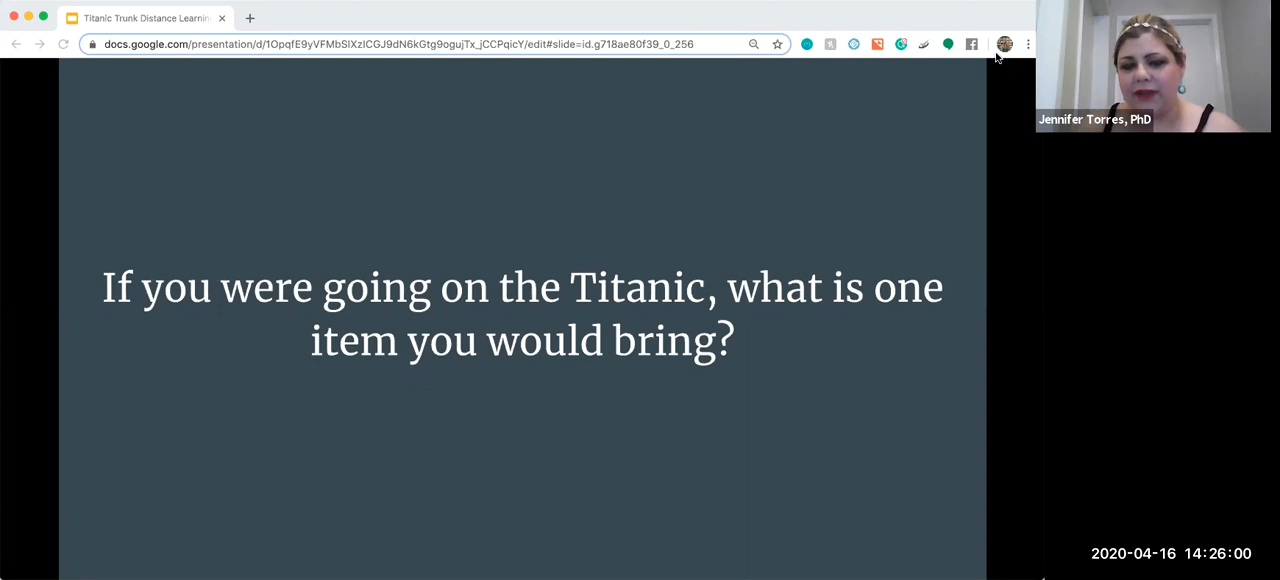 Titanic Trunk Distance Learnin
docs.google.com/presentation/d/1OpqfE9yVFMbSlXzICGJ9dN6kGtg9ogujTx_jCCPqicY/edit#slide=id.g718ae80f39_0_256
Jennifer Torres, PhD
If you were going on the Titanic, what is one
item you would bring?
2020-04-16 14:26:00